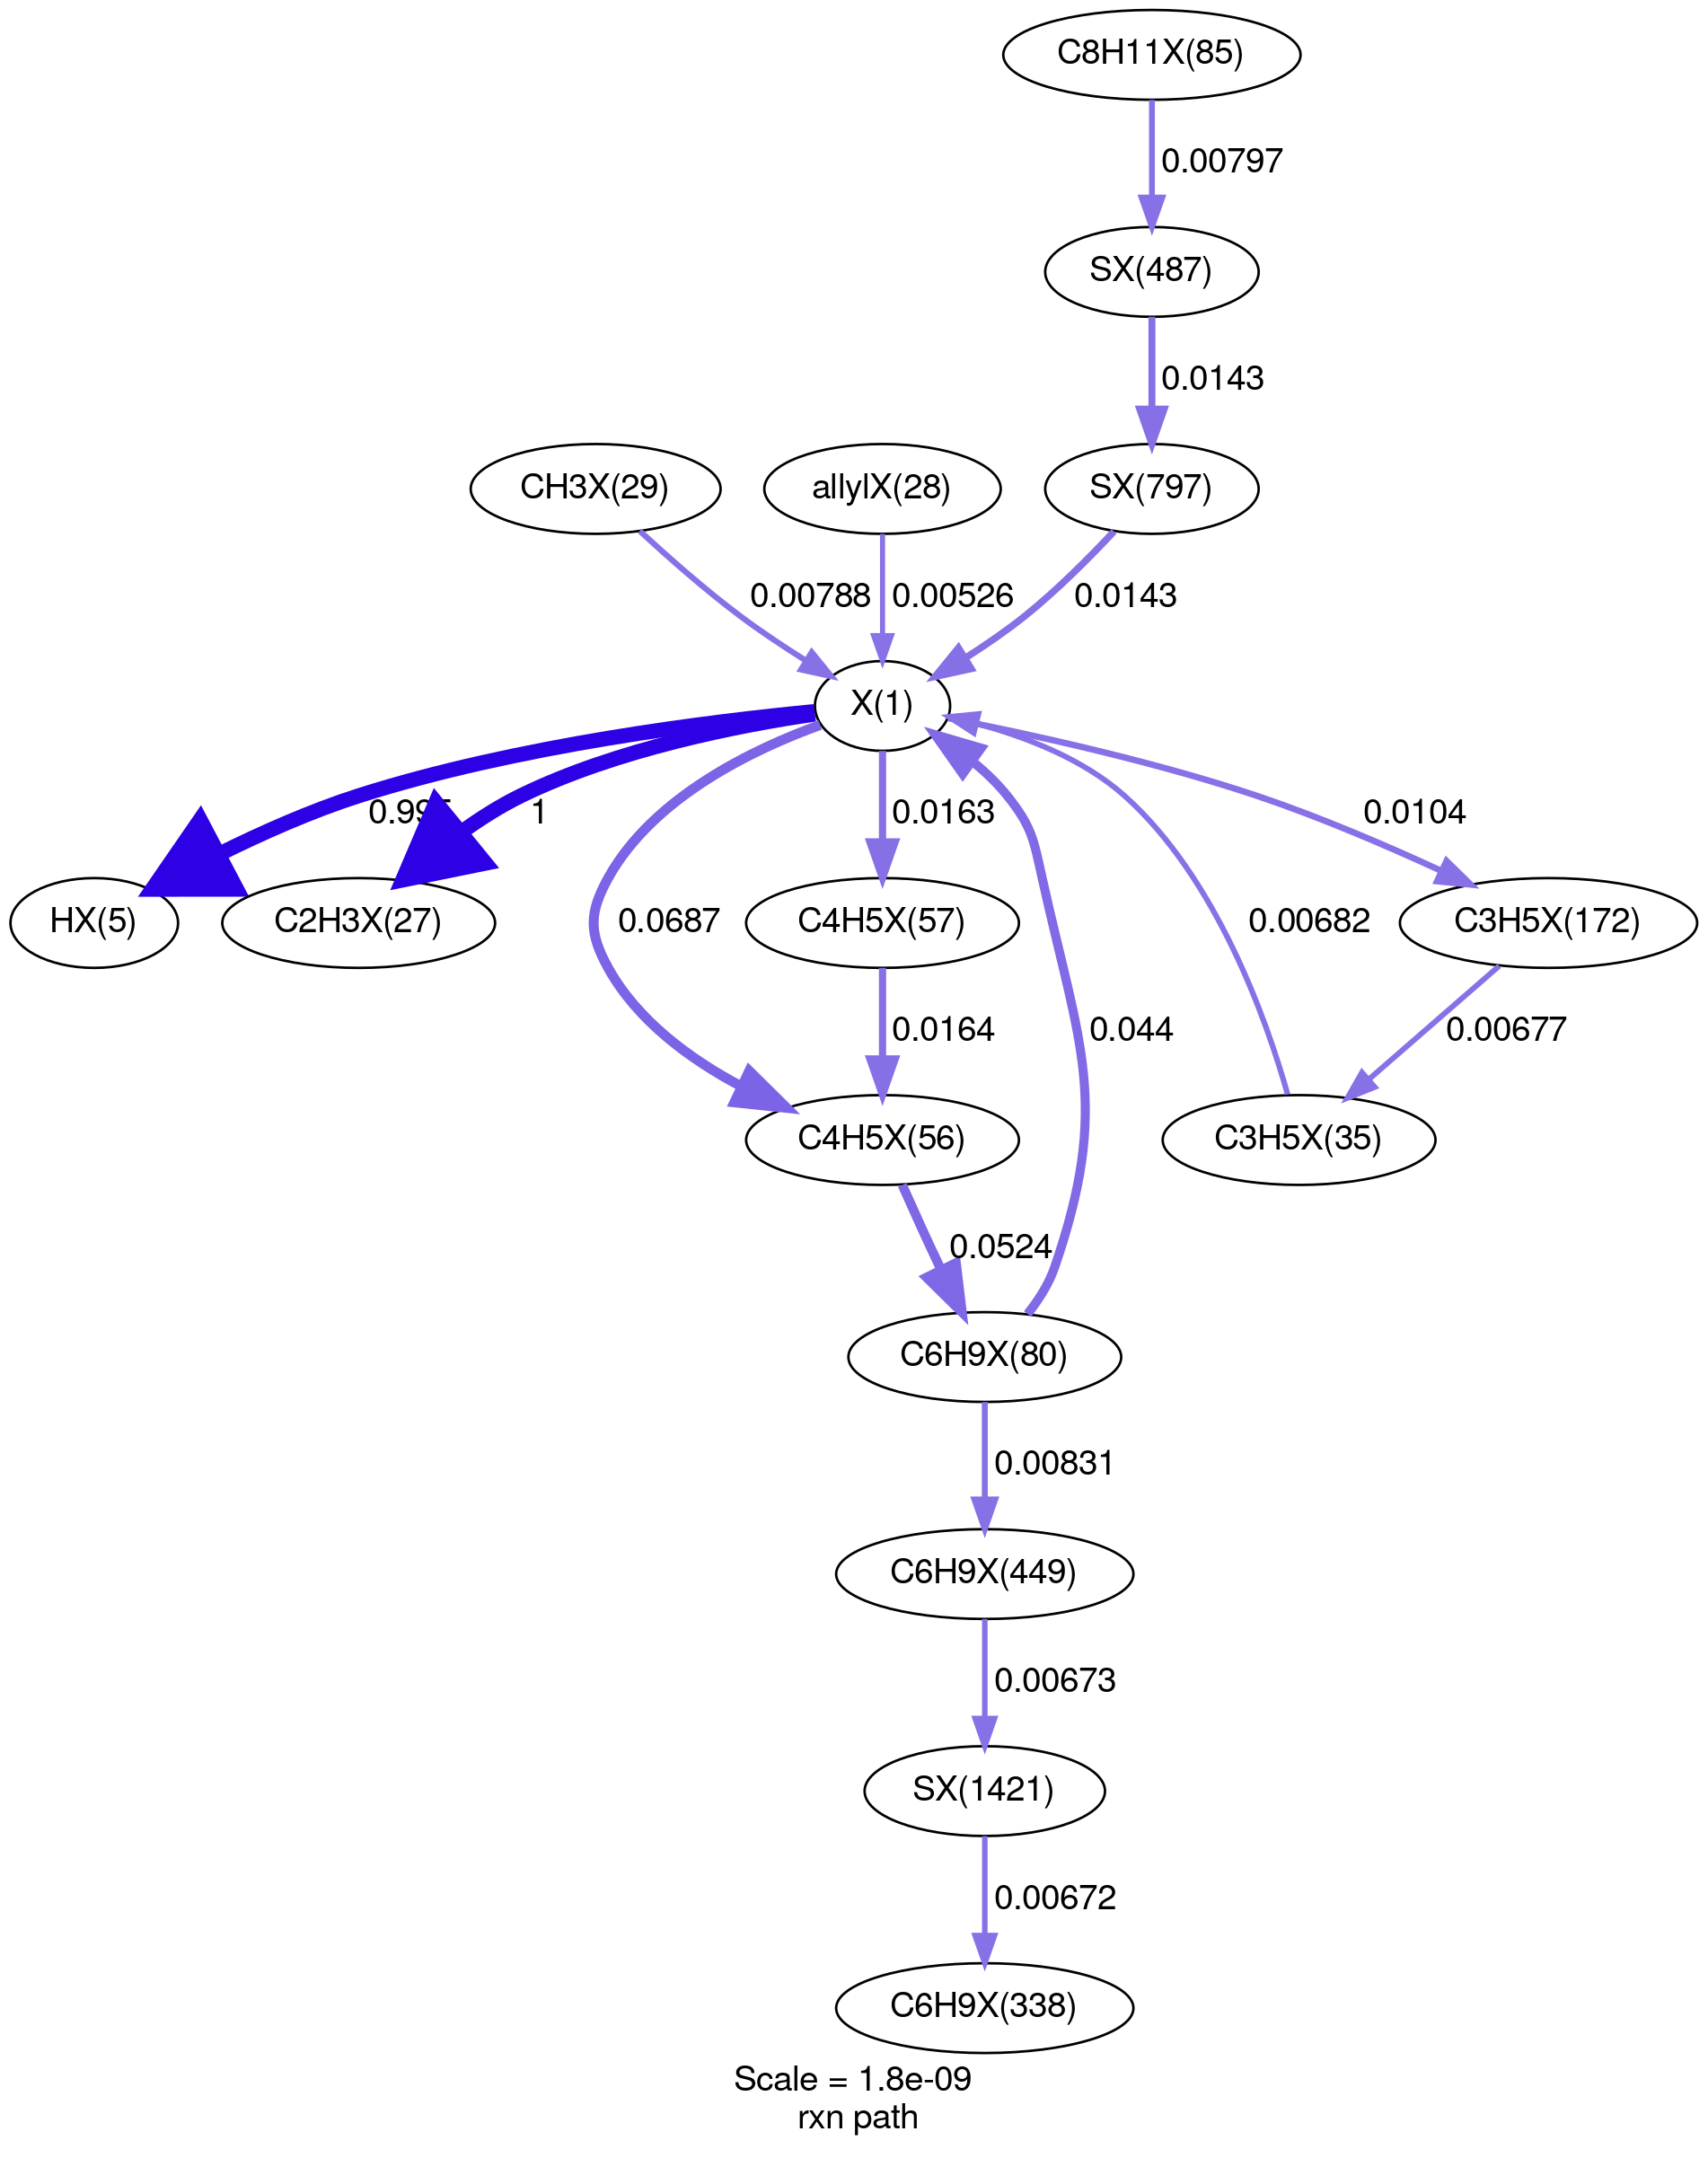 C8H11X(85)
0.00797
SX(487)
0.0143
CH3X(29)
allylX(28)
SX(797)
0.00788
0.00526
0.0143
X(1)
1
0.0163
0.0104
HX(5)
C2H3X(27)
C4H5X(57)
C3H5X(172)
0.0687
0.00682
0.0164
0.044
0.00677
C4H5X(56)
C3H5X(35)
0.0524
C6H9X(80)
0.00831
C6H9X(449)
0.00673
SX(1421)
0.00672
C6H9X(338)
Scale = 1.8e-09
rxn path